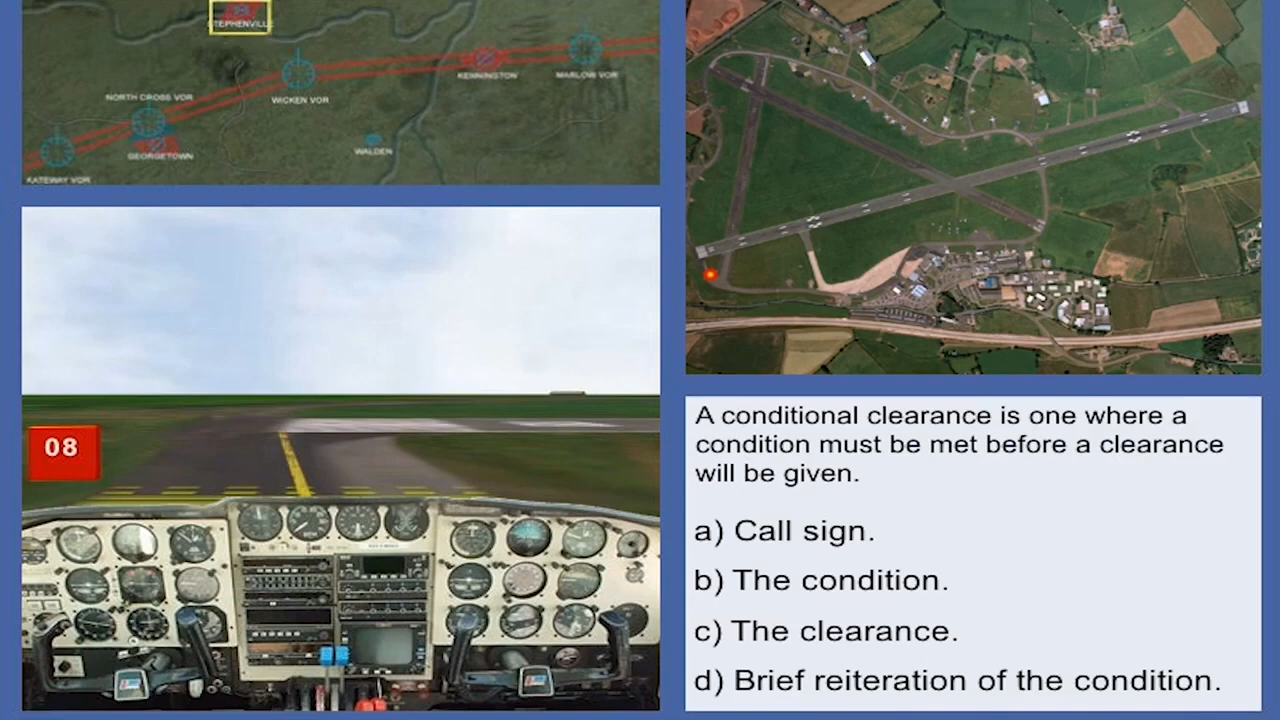 STEPHENVILLE
KENNINGTON
MARLOW VOR
NORTH CROSS VOR
WICKEN VOR
GEORGETOWN
WALDEN
KATEWAY VOR
08
A conditional clearance is one where a
condition must be met before a clearance
will be given.
a) Call sign.
b) The condition.
c) The clearance.
d) Brief reiteration of the condition.